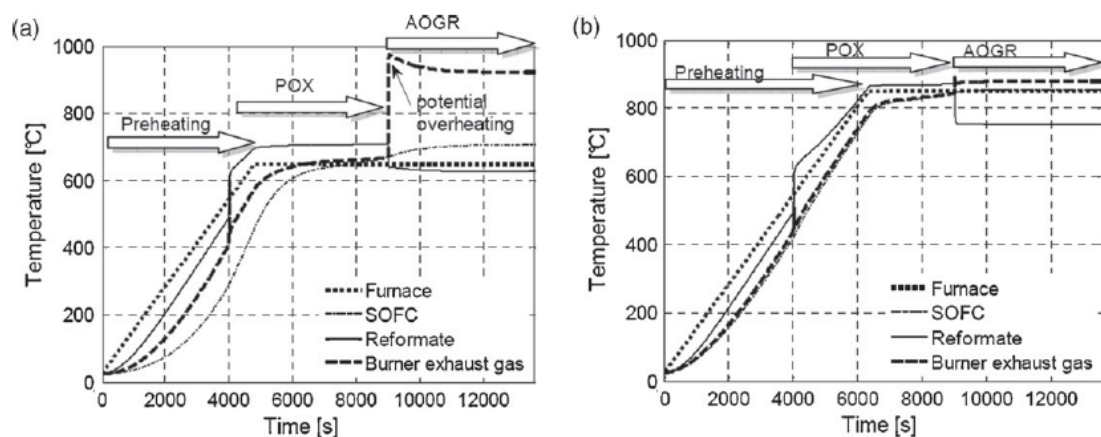 (a)
AOGR
1000
POX
800
potential
overheating
Preheating
Temperature [℃]
600
400
Furnace
SOFC
200
Reformate
Burner exhaust gas
0
0 2000 4000 6000 8000 10000 12000
Time [s]
(b)
1000
POX
AOGR
Preheating
800
Temperature [℃]
600
400
Furnace
SOFC
200
Reformate
Burner exhaust gas
0
0 2000 4000 6000 8000 10000 12000
Time [s]